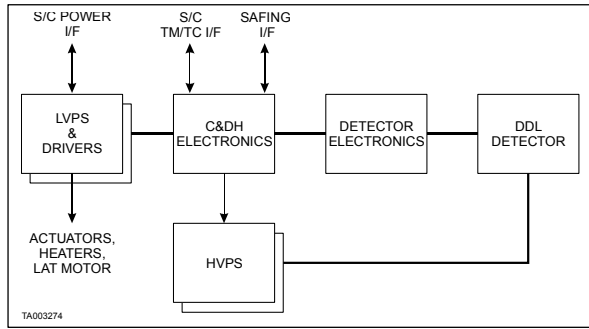 S/C POWER
I/F
S/C
TM/TC I/F
SAFING
I/F
LVPS
&
DRIVERS
C&DH
ELECTRONICS
DETECTOR
ELECTRONICS
DDL
DETECTOR
ACTUATORS,
HEATERS,
LAT MOTOR
HVPS
TA003274